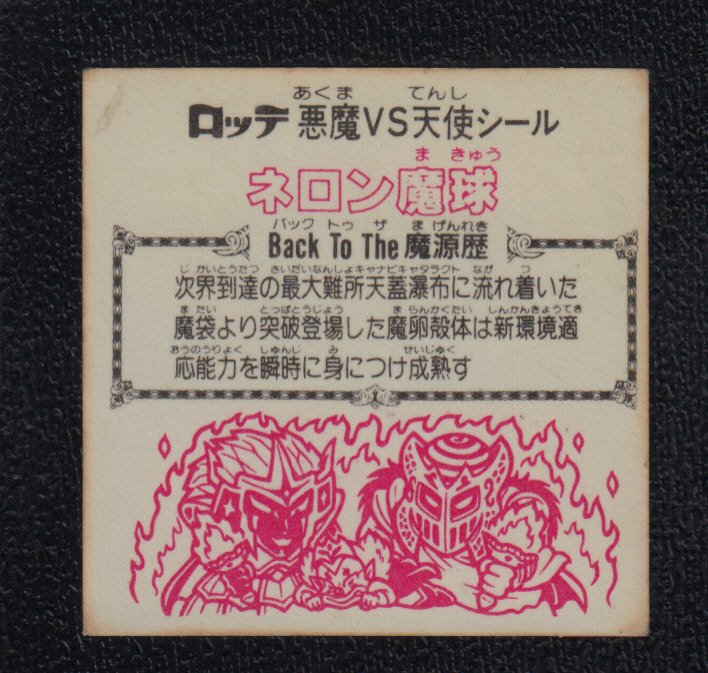 あくま てんし
ロッテ 悪魔VS天使シール
ま きゅう
ネロン魔球
バック トゥ ザ ま げんれき
Back To The 魔源歴
じ かいとうたつ さいだいなんしょキャナピキャタラクト なが つ
次界到達の最大難所天蓋瀑布に流れ着いた
ま たい とっぱとうじょう ま らんかくたい しんかんきょうてき
魔袋より突破登場した魔卵殻体は新環境適
おうのうりょく しゅんじ み せいじゅく
応能力を瞬時に身につけ成熟す